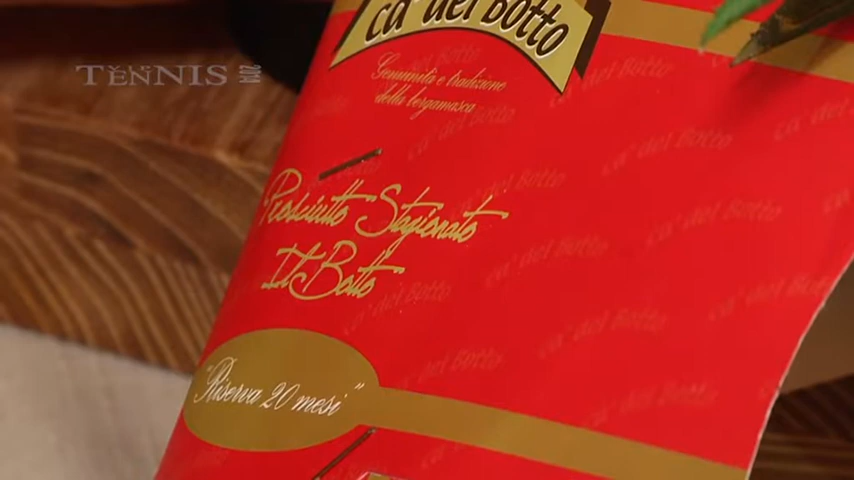 ca' del Botto
TENNIS
Genuinità e tradizione
della bergamasca
Prosciutto Stagionato
Il Botto
"Riserva 20 mesi"